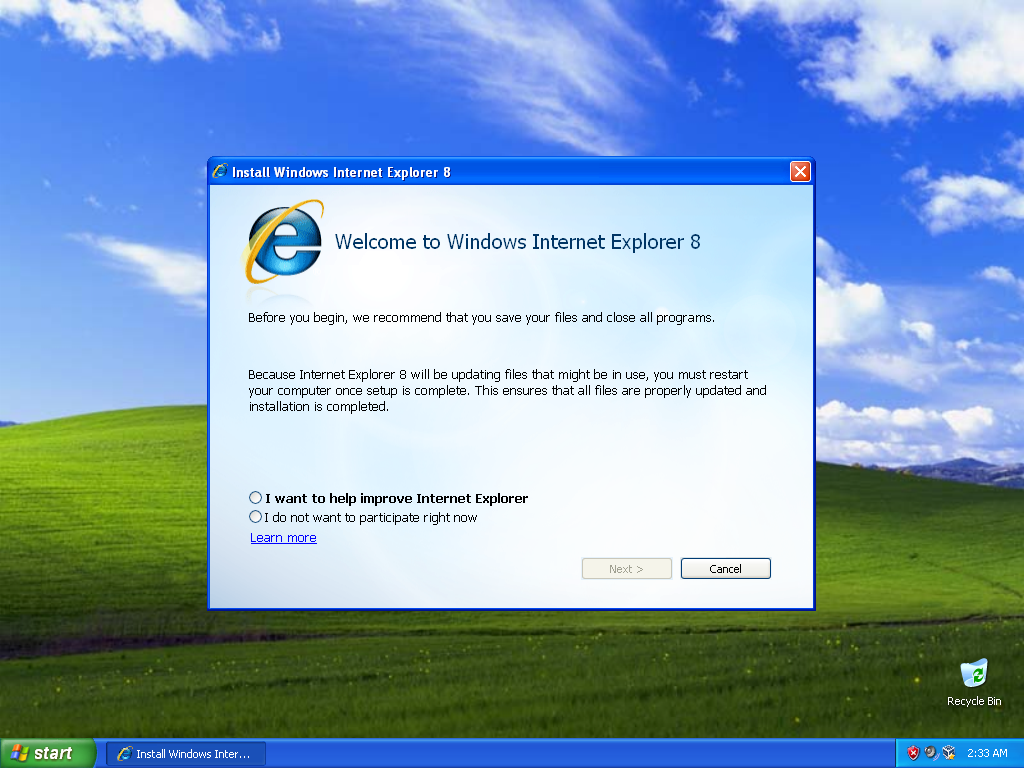 Install Windows Internet Explorer 8
Welcome to Windows Internet Explorer 8
Before you begin, we recommend that you save your files and close all programs.
Because Internet Explorer 8 will be updating files that might be in use, you must restart
your computer once setup is complete. This ensures that all files are properly updated and
installation is completed.
I want to help improve Internet Explorer
I do not want to participate right now
Learn more
Next >
Cancel
Recycle Bin
start
Install Windows Inter...
2:33 AM